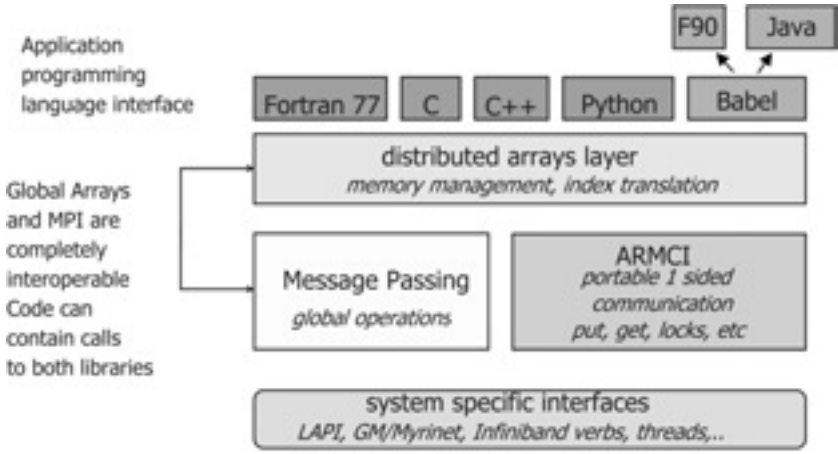 F90 Java
Application
programming
language interface
Fortran 77 C C++ Python Babel
distributed arrays layer
memory management, index translation
Global Arrays
and MPI are
completely
interoperable
Code can
contain calls
to both libraries
Message Passing
global operations
ARMCI
portable 1 sided
communication
put, get, locks, etc
system specific interfaces
LAPI, GM/Myrinet, Infiniband verbs, threads,..